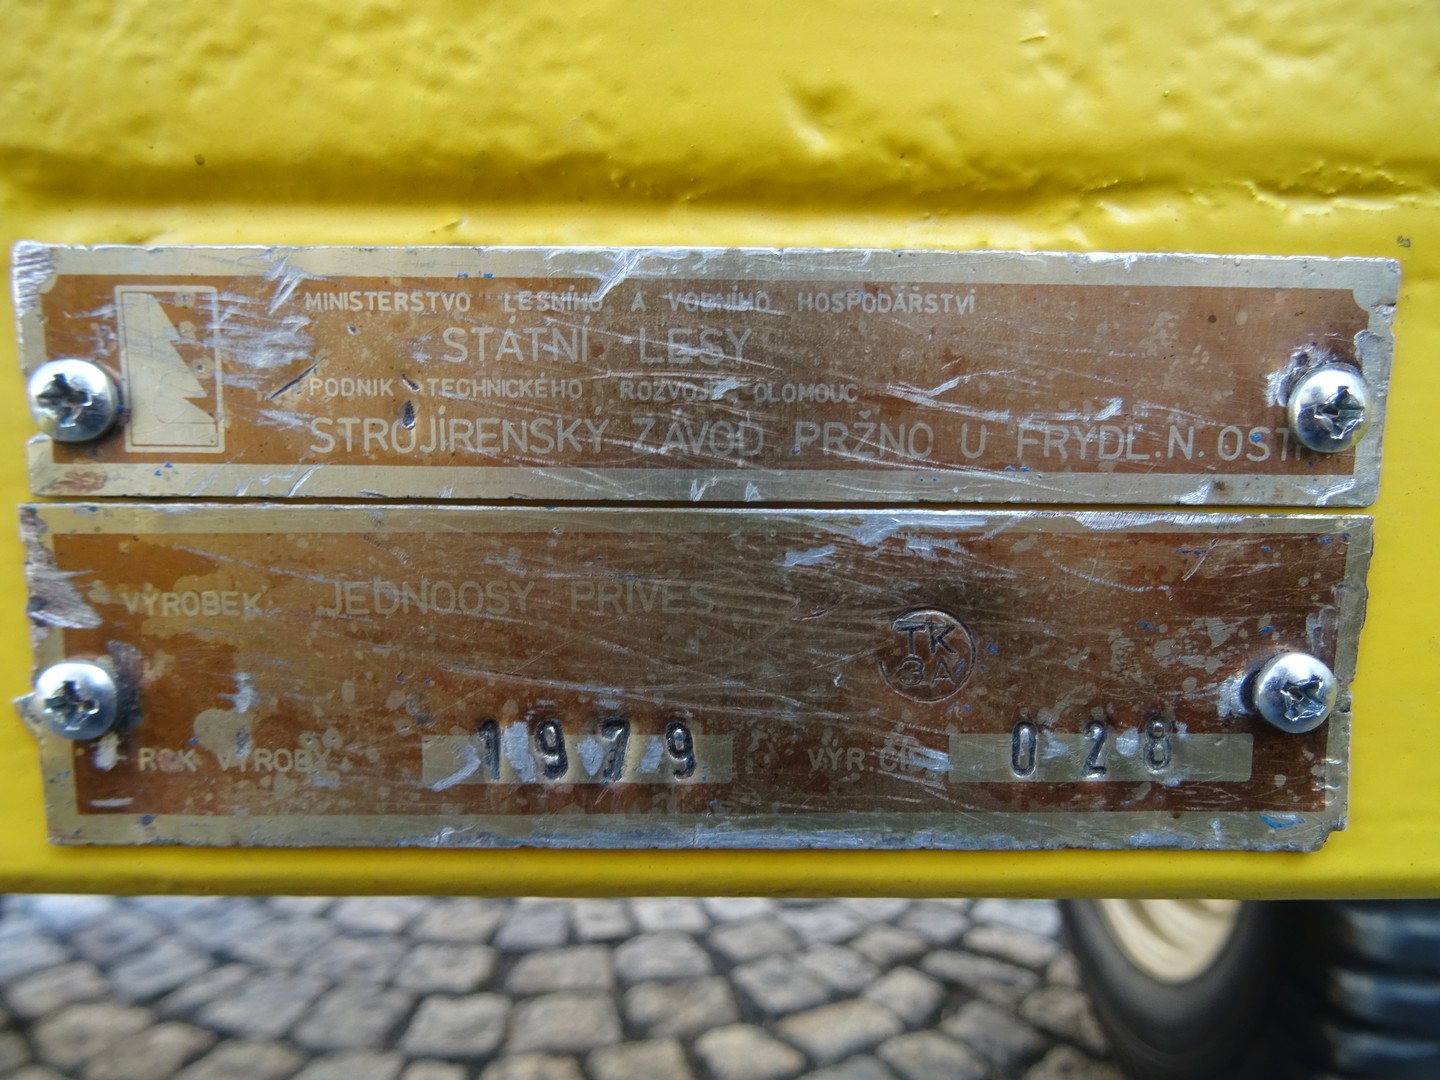 MINISTERSTVO LESNÍHO A VODNÍHO HOSPODÁŘSTVÍ
STÁTNÍ LESY
PODNIK TECHNICKÉHO ROZVOJE OLOMOUC
STROJÍRENSKÝ ZÁVOD PRŽNO U FRÝDL.N.OST
VÝROBEK JEDNOOSÝ PŘÍVĚS
TK
3A
ROK VÝROBY 1979 VÝR.ČÍS. 028